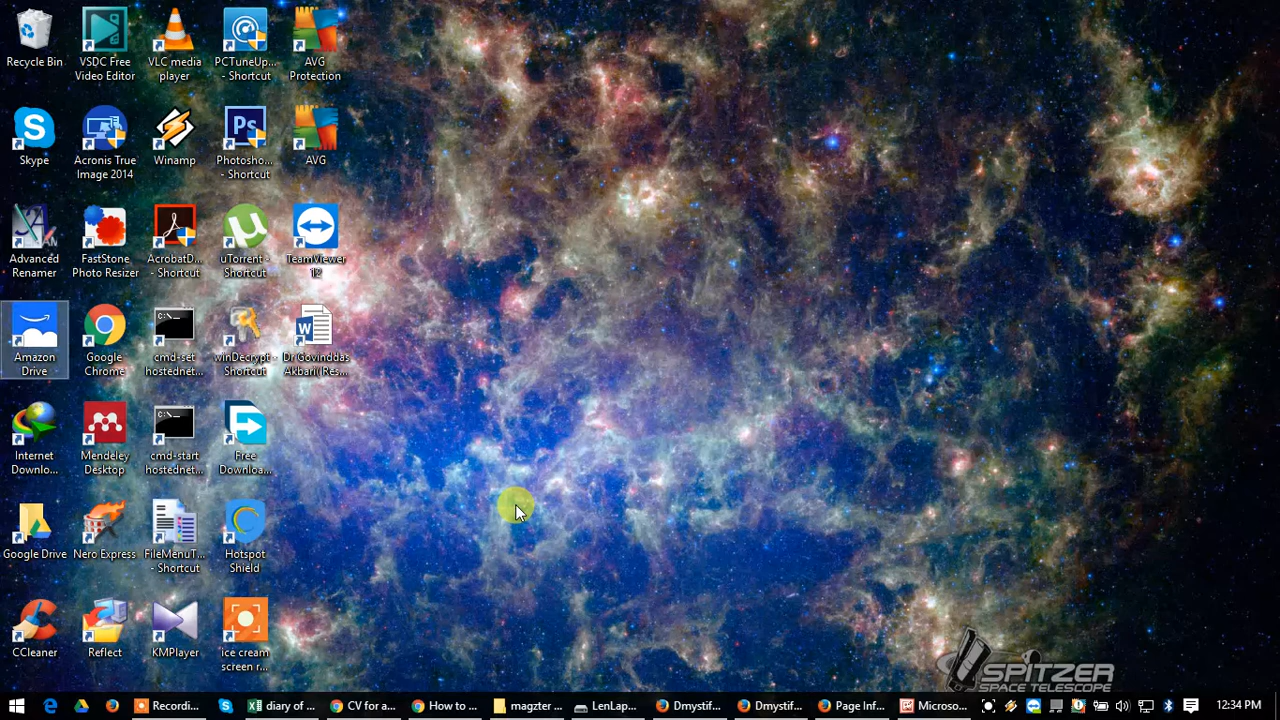 Recycle Bin
VSDC Free
Video Editor
VLC media
player
PCTuneUp...
- Shortcut
AVG
Protection
Skype
Acronis True
Image 2014
Winamp
Ps
Photosho...
- Shortcut
AVG
Advanced
Renamer
FastStone
Photo Resizer
AcrobatD...
- Shortcut
uTorrent -
Shortcut
TeamViewer
12
Amazon
Drive
Google
Chrome
C:\_
cmd-set
hostednet...
winDecrypt -
Shortcut
W
Dr Govinddas
Akbari( Res...
Internet
Downlo...
Mendeley
Desktop
C:\_
cmd-start
hostednet...
Free
Downloa...
Google Drive
Nero Express
FileMenuT...
- Shortcut
Hotspot
Shield
CCleaner
Reflect
KMPlayer
ice cream
screen r...
SPITZER
SPACE TELESCOPE
Recordi...
diary of ...
CV for e...
How to ...
magzter ...
LenLap...
Dmystif...
Dmystif...
Page Inf...
Microso...
12:34 PM